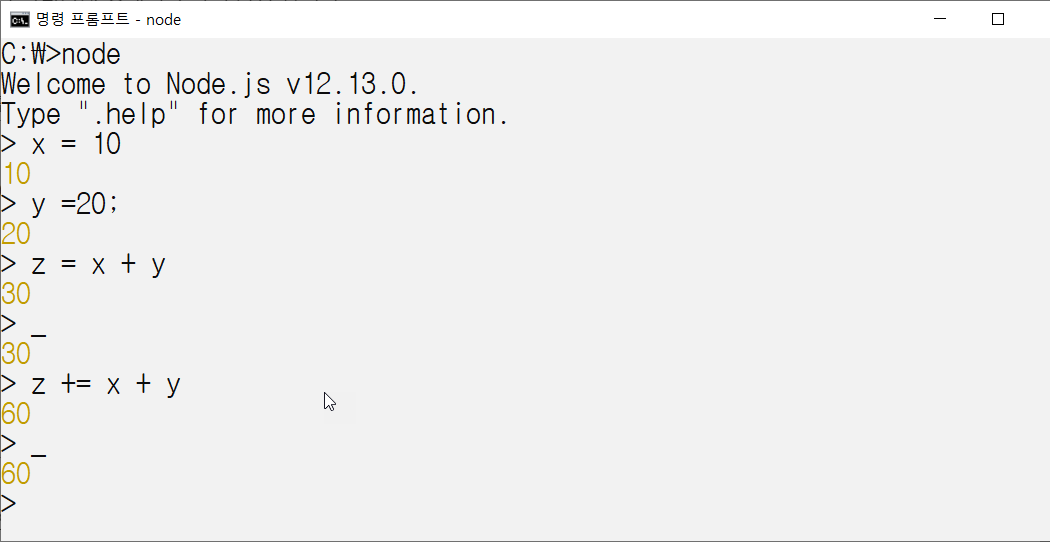 명령 프롬프트 - node
C:₩>node
Welcome to Node.js v12.13.0.
Type ".help" for more information.
> x = 10
10
> y =20;
20
> z = x + y
30
> _
30
> z += x + y
60
> _
60
>